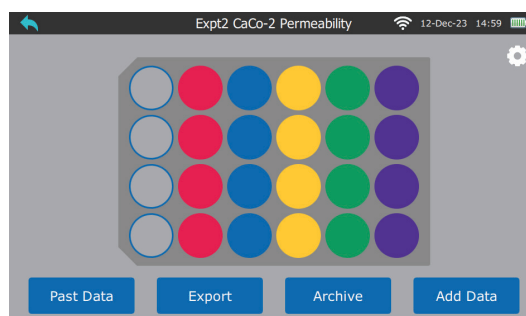 Expt2 CaCo-2 Permeability 12-Dec-23 14:59
Past Data Export Archive Add Data